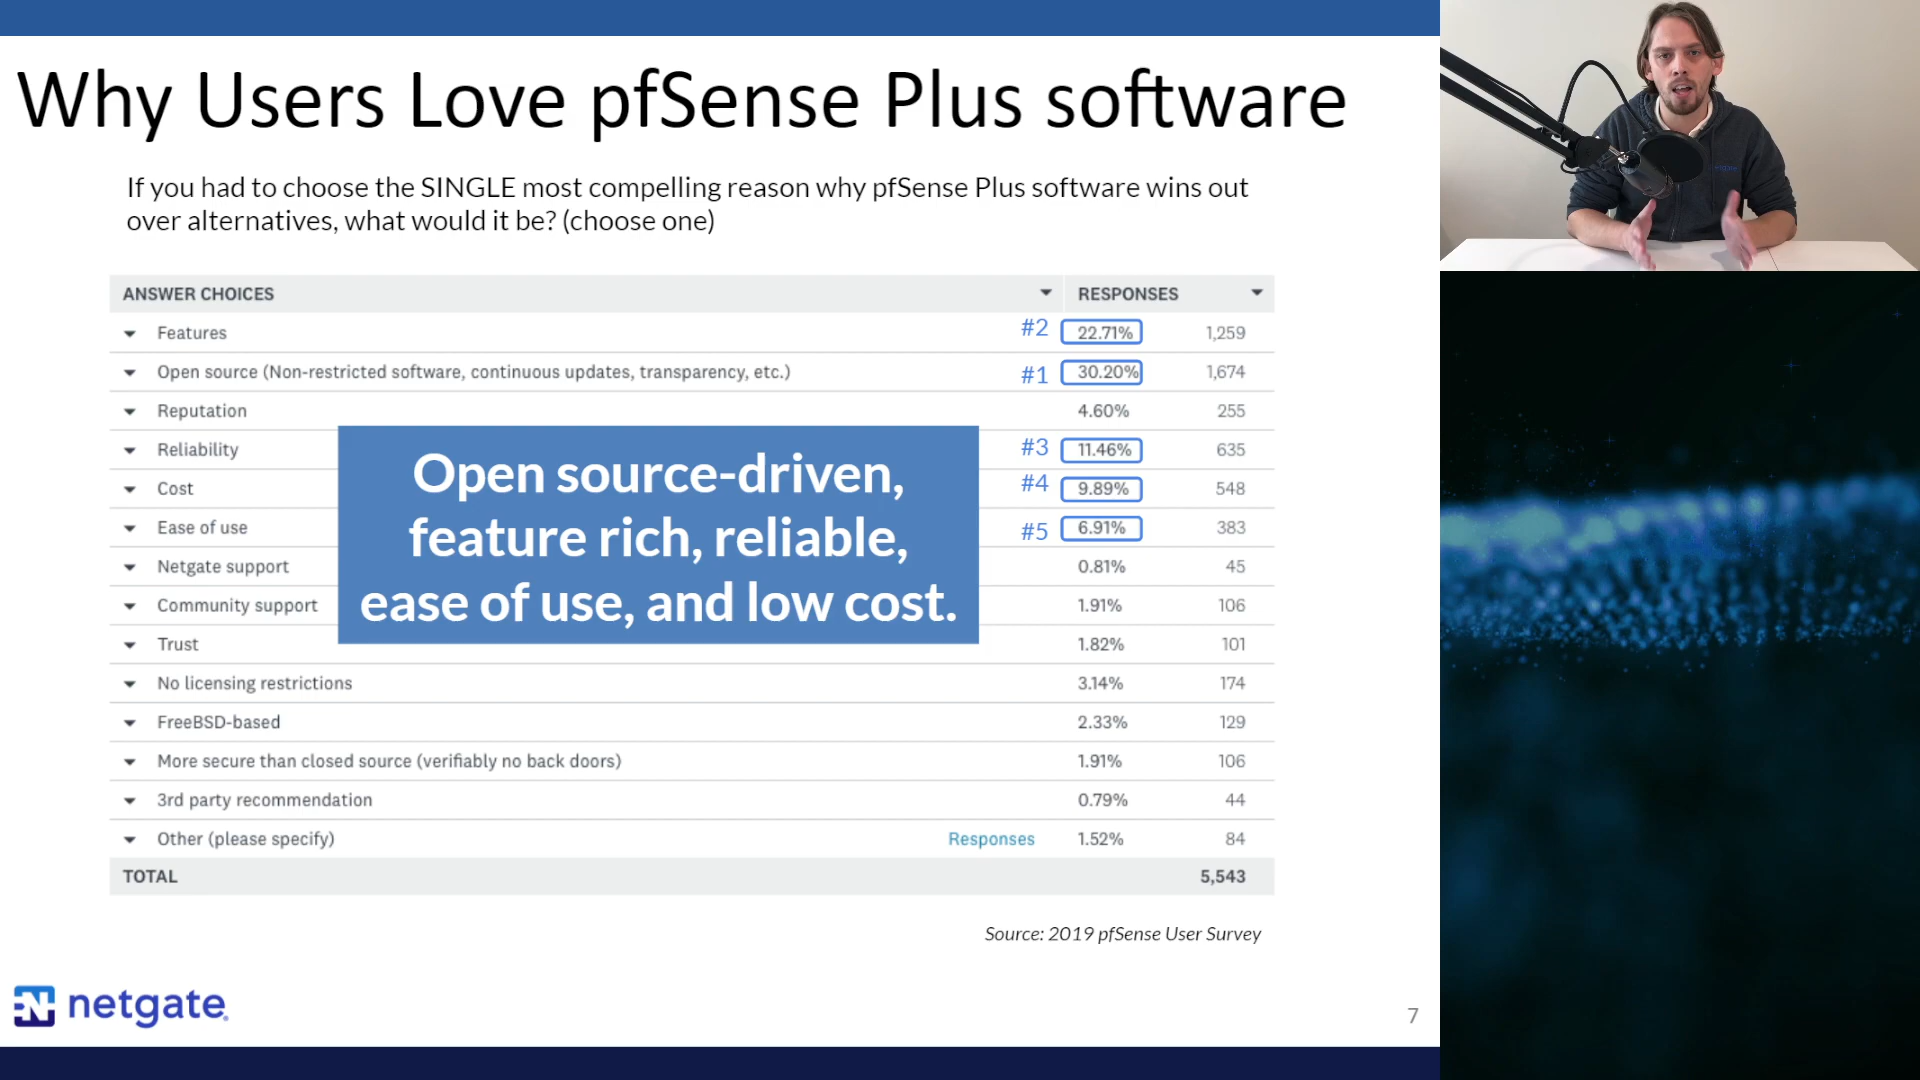 Why Users Love pfSense Plus software
If you had to choose the SINGLE most compelling reason why pfSense Plus software wins out
over alternatives, what would it be? (choose one)
ANSWER CHOICES RESPONSES
Features #2 22.71% 1,259
Open source (Non-restricted software, continuous updates, transparency, etc.) #1 30.20% 1,674
Reputation 4.60% 255
Reliability #3 11.46% 635
Cost #4 9.89% 548
Ease of use #5 6.91% 383
Netgate support 0.81% 45
Community support 1.91% 106
Trust 1.82% 101
No licensing restrictions 3.14% 174
FreeBSD-based 2.33% 129
More secure than closed source (verifiably no back doors) 1.91% 106
3rd party recommendation 0.79% 44
Other (please specify) Responses 1.52% 84
TOTAL 5,543
Open source-driven,
feature rich, reliable,
ease of use, and low cost.
Source: 2019 pfSense User Survey
N netgate
7